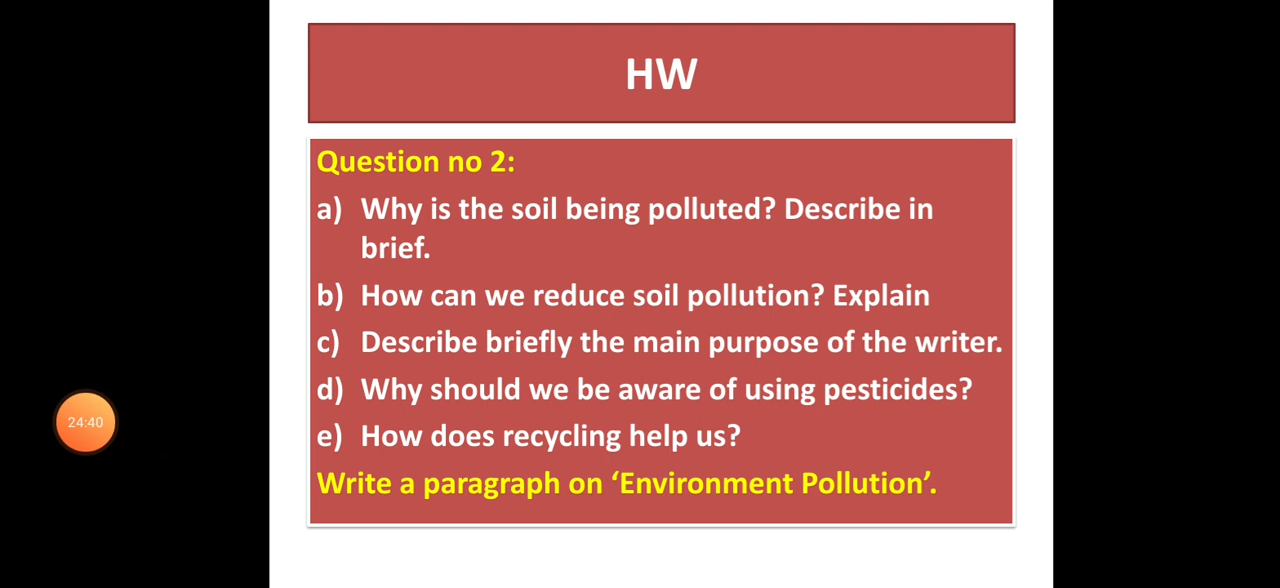 HW
Question no 2:
a) Why is the soil being polluted? Describe in
brief.
b) How can we reduce soil pollution? Explain
c) Describe briefly the main purpose of the writer.
d) Why should we be aware of using pesticides?
e) How does recycling help us?
Write a paragraph on ‘Environment Pollution’.
24:40